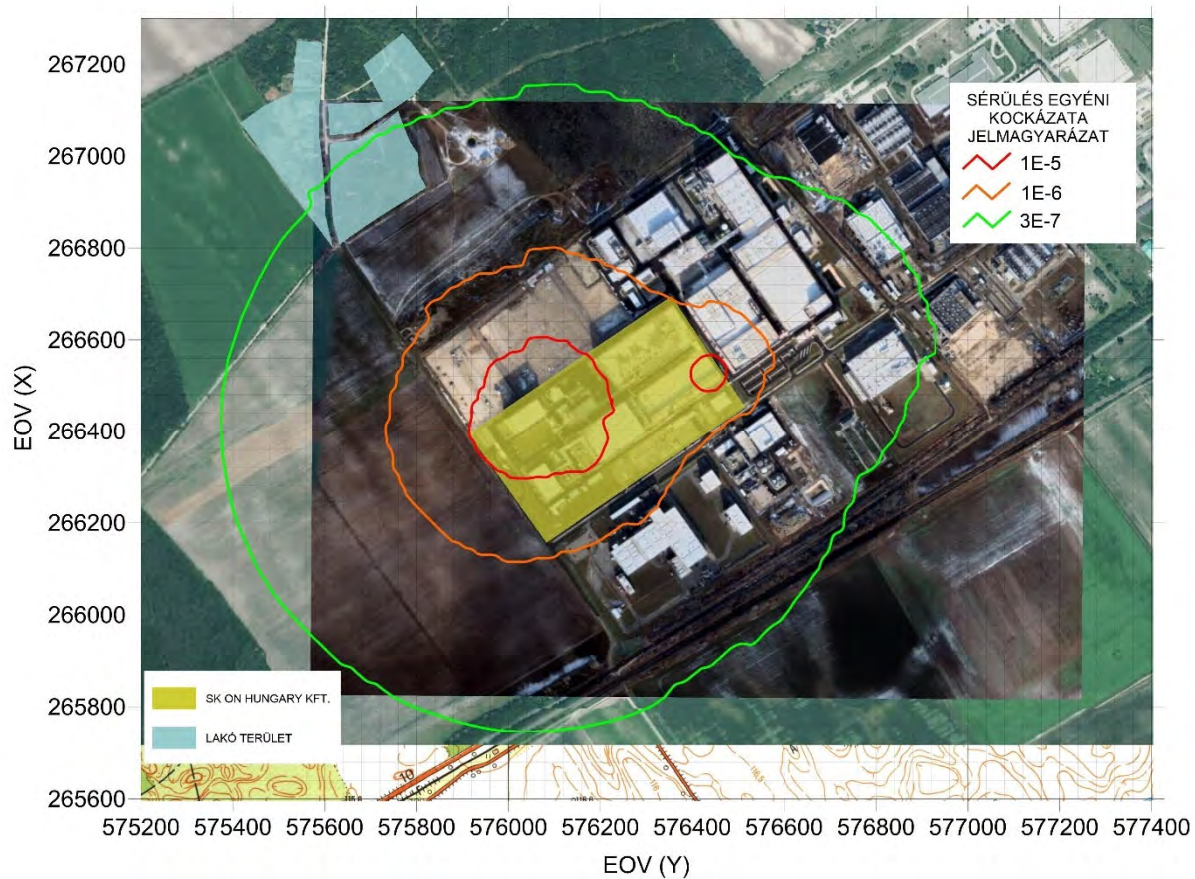 267200
267000
266800
266600
266400
266200
266000
265800
265600
EOV (X)
SÉRÜLÉS EGYÉNI
KOCKÁZATA
JELMAGYARÁZAT
1E-5
1E-6
3E-7
SK ON HUNGARY KFT.
LAKÓ TERÜLET
10
575200 575400 575600 575800 576000 576200 576400 576600 576800 577000 577200 577400
EOV (Y)